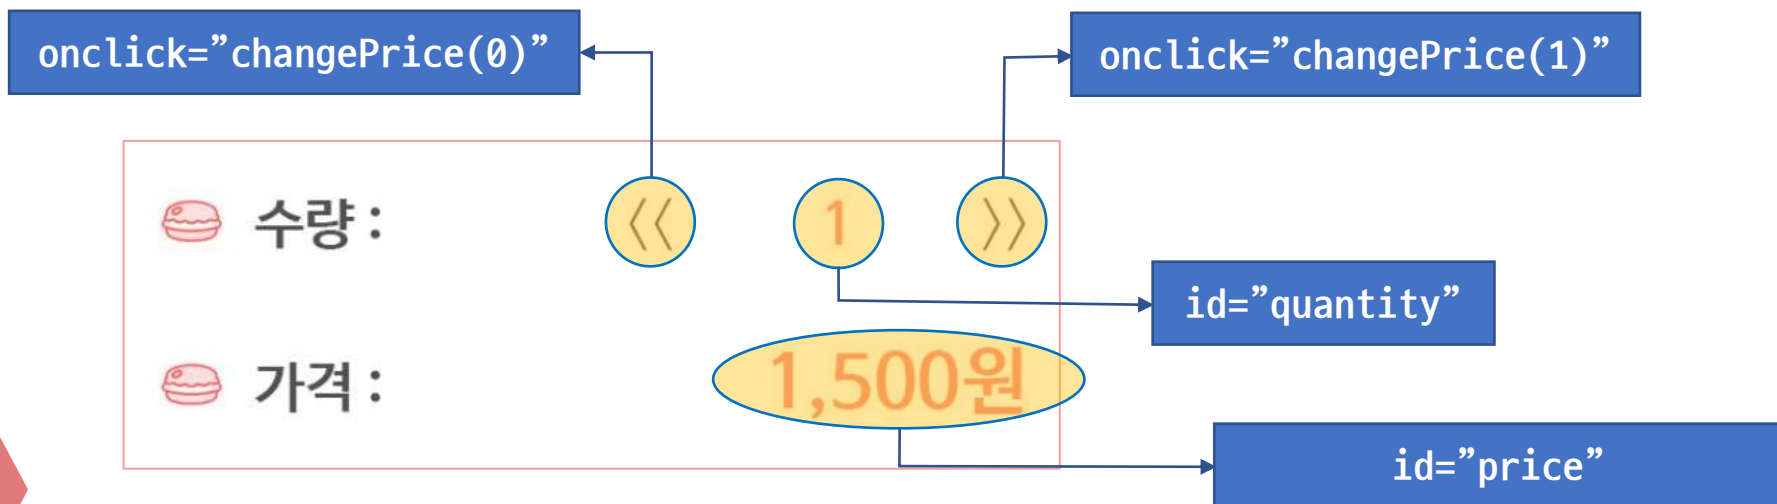 onclick=”changePrice(0)”
onclick=”changePrice(1)”
수량 : 〈〈 1 〉〉
id=”quantity”
가격 : 1,500원
id=”price”